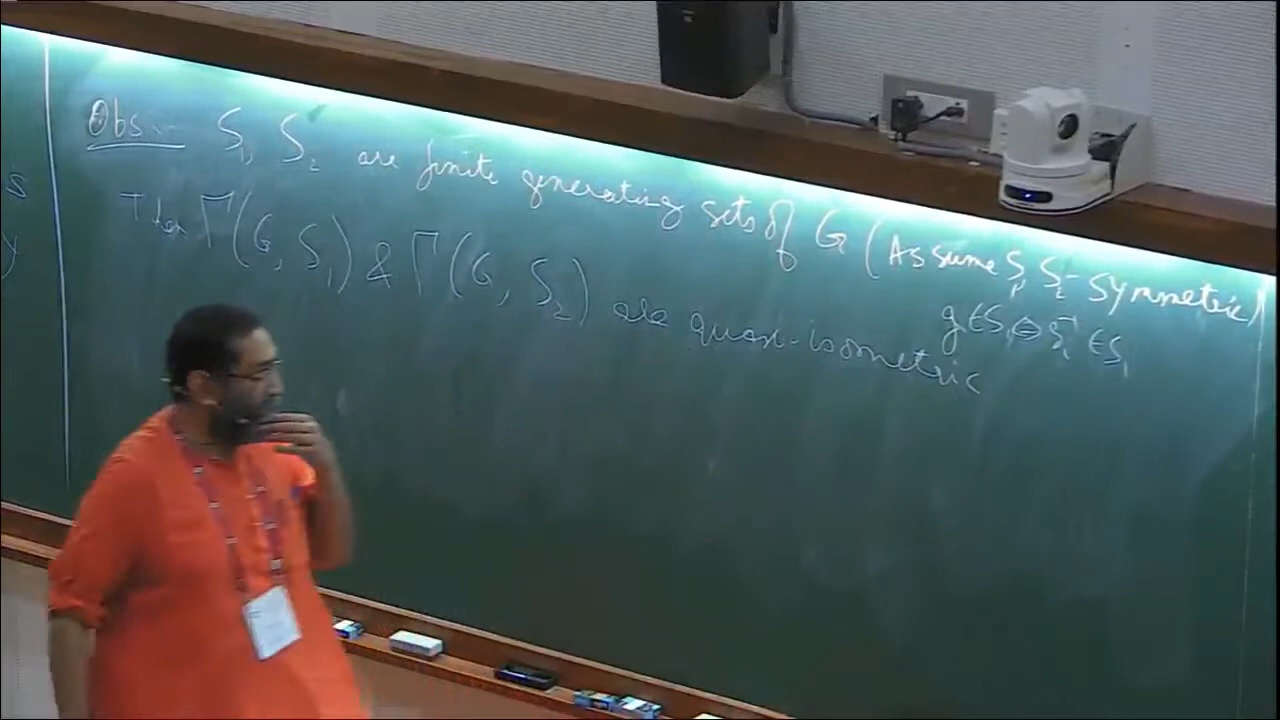 Obsr S₁, S₂ are finite generating sets of G (Assume S₁, S₂ - symmetric)
g ∈ S₁ ⇔ g⁻¹ ∈ S₁
Then Γ(G, S₁) & Γ(G, S₂) are quasi-isometric
s
y